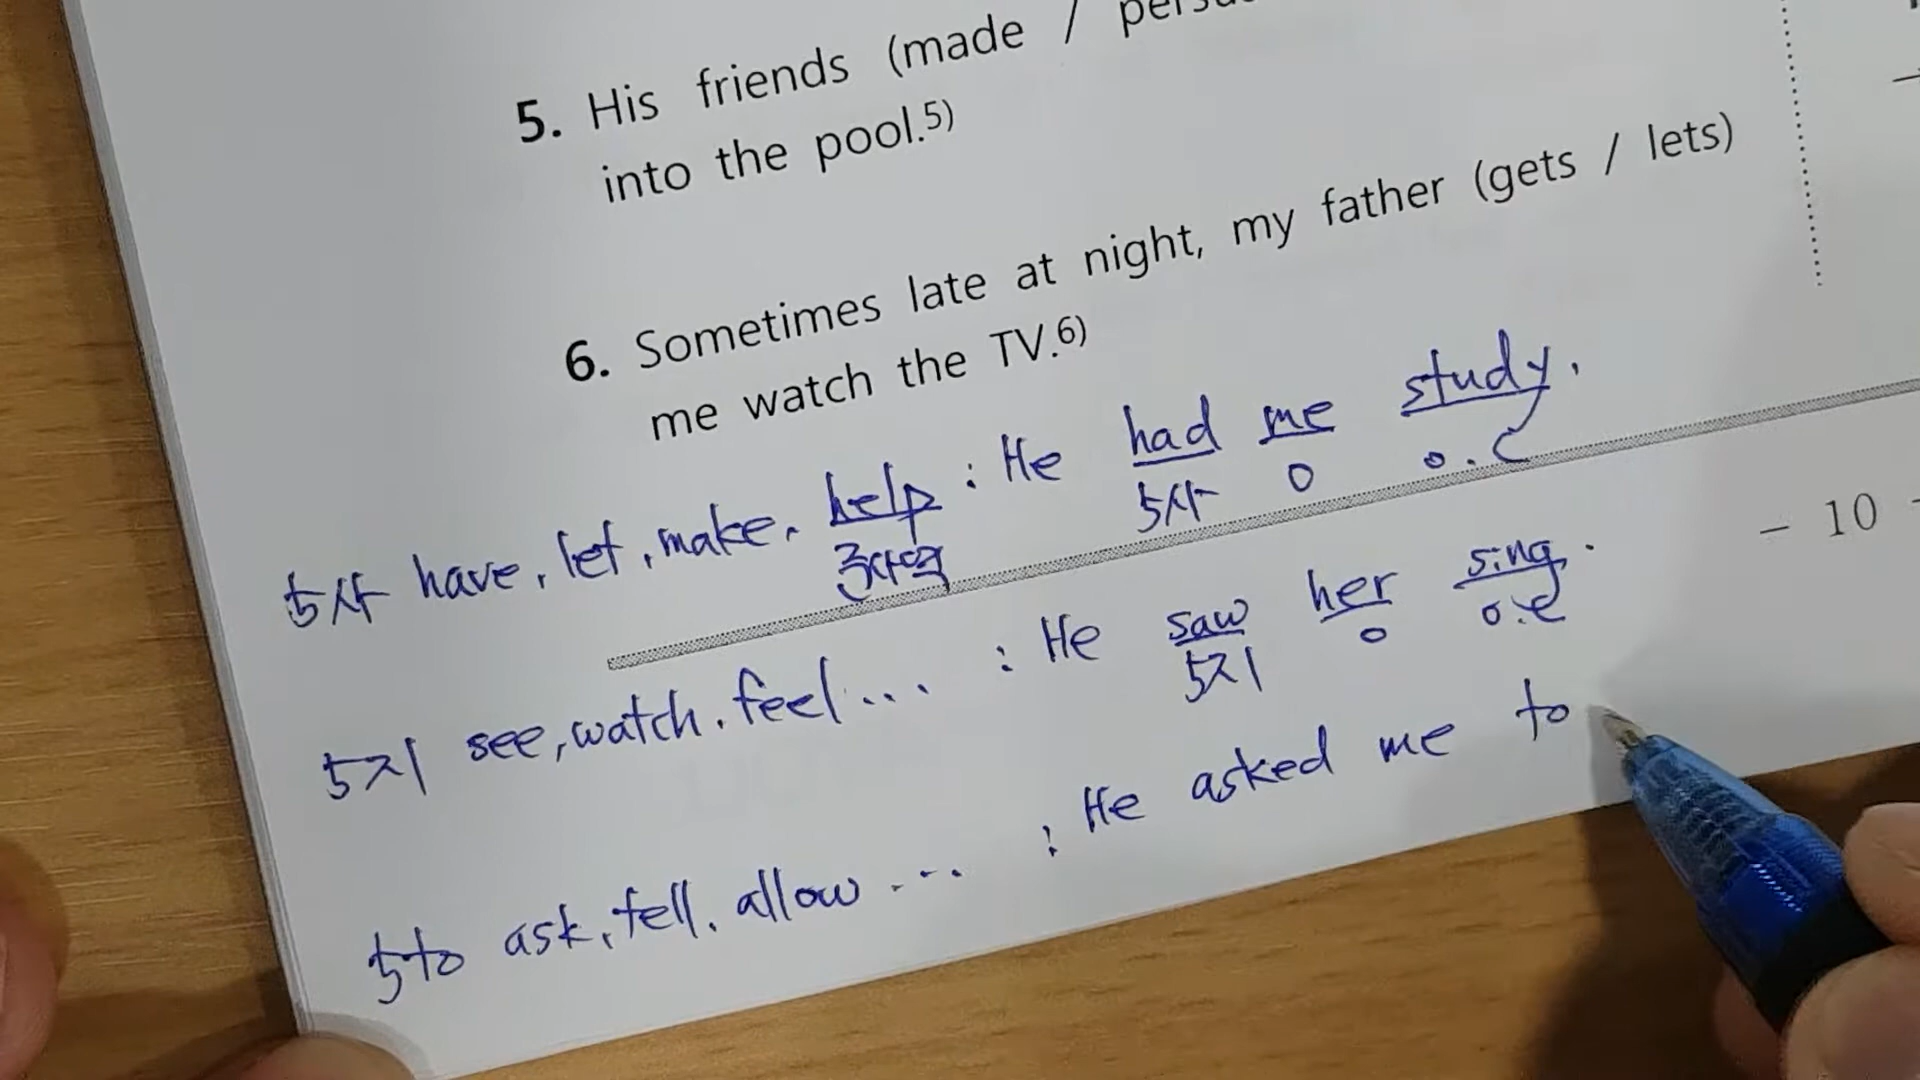 5. His friends (made /
into the pool.5)
6. Sometimes late at night, my father (gets / lets)
me watch the TV.6)
5사 have, let, make, help : He had me study.
준사역 5사 O O.C
- 10 -
5지 see, watch, feel ... : He saw her sing.
5지 O O.C
5to ask, tell, allow ... : He asked me to